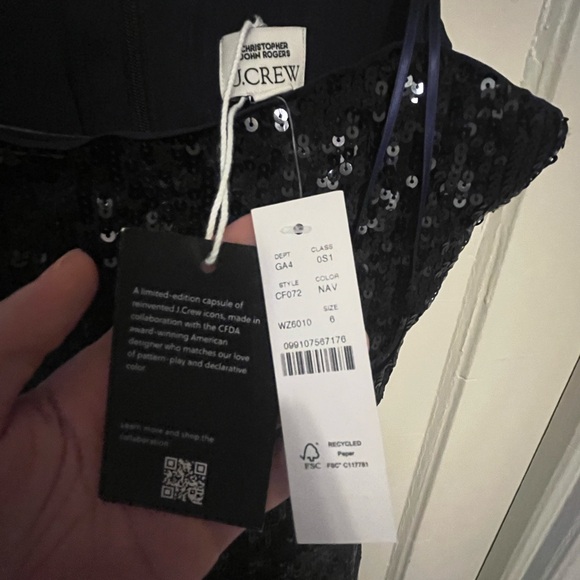 CHRISTOPHER
JOHN ROGERS
J.CREW
A limited-edition capsule of
reinvented J.Crew icons, made in
collaboration with the CFDA
award-winning American
designer who matches our love
of pattern-play and declarative
color.
Learn more and shop the
collaboration.
DEPT CLASS
GA4 0S1
STYLE COLOR
CF072 NAV
SIZE
WZ6010 6
099107567176
FSC
RECYCLED
Paper
FSC® C117781